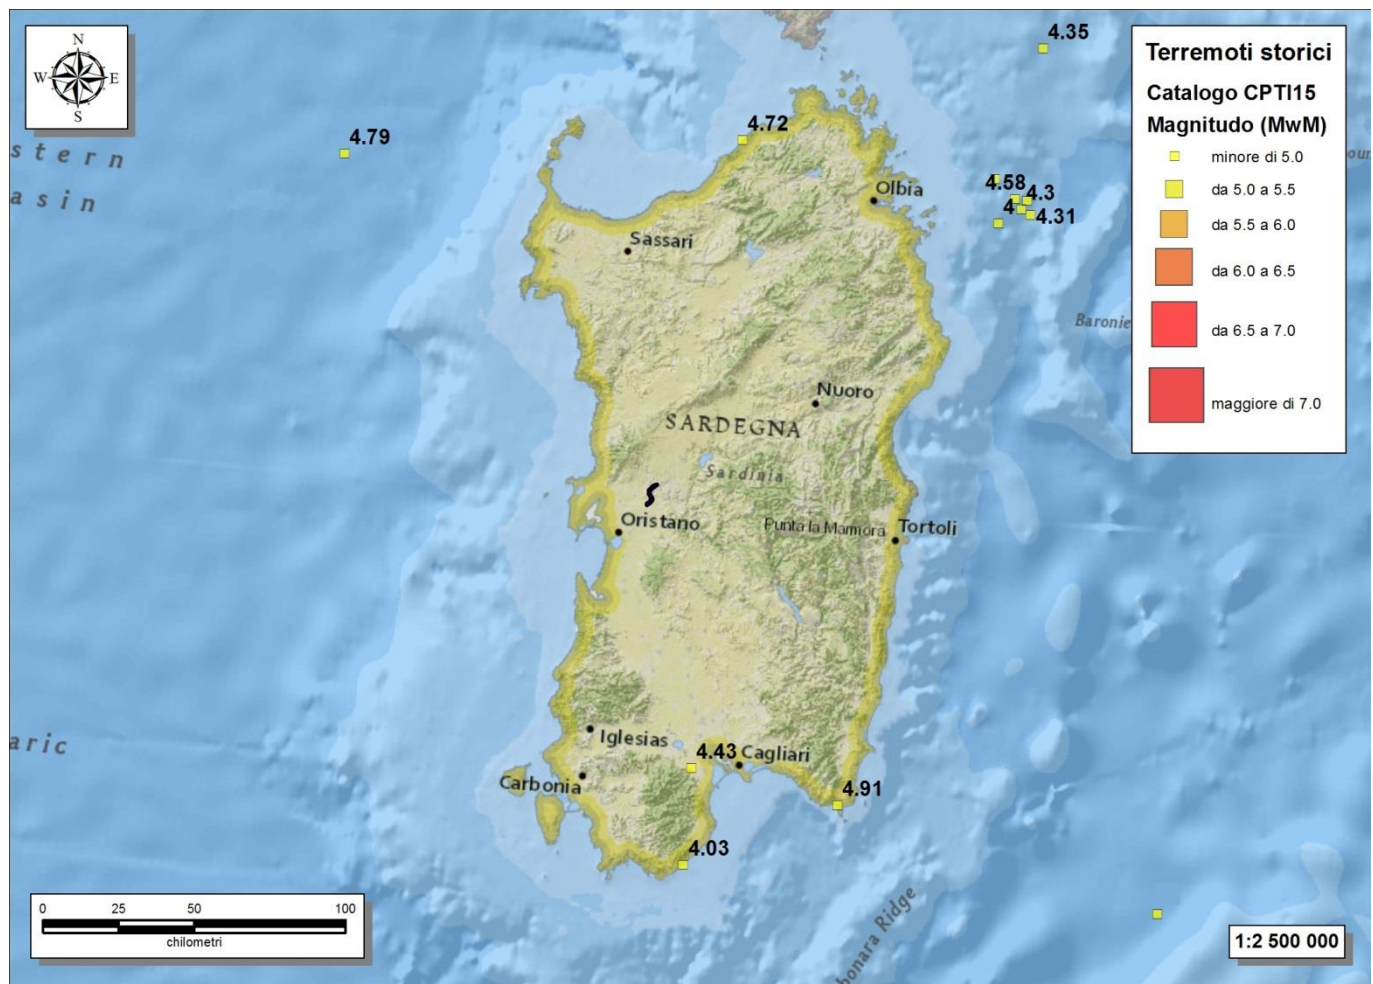 N
W E
S
stern
asin
aric
4.79
4.72
4.35
4.58
4.3
4
4.31
Olbia
Sassari
Nuoro
SARDEGNA
Sardinia
Oristano
Punta la Marmora
Tortoli
Baronie
Iglesias
4.43
Cagliari
Carbonia
4.91
4.03
bonara Ridge
Terremoti storici
Catalogo CPTI15
Magnitudo (MwM)
minore di 5.0
da 5.0 a 5.5
da 5.5 a 6.0
da 6.0 a 6.5
da 6.5 a 7.0
maggiore di 7.0
0 25 50 100
chilometri
1:2 500 000